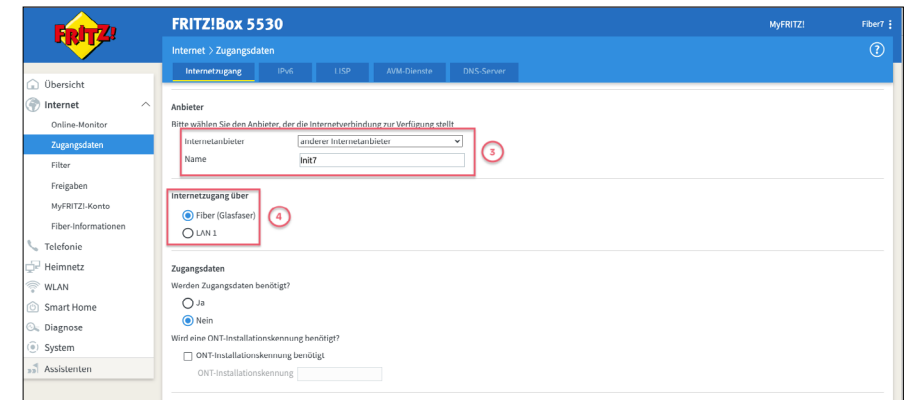 FRITZ!
FRITZ!Box 5530
MyFRITZ!
Fiber7
Internet > Zugangsdaten
?
Internetzugang
IPv6
LISP
AVM-Dienste
DNS-Server
Übersicht
Internet
Online-Monitor
Zugangsdaten
Filter
Freigaben
MyFRITZ!-Konto
Fiber-Informationen
Telefonie
Heimnetz
WLAN
Smart Home
Diagnose
System
Assistenten
Anbieter
Bitte wählen Sie den Anbieter, der die Internetverbindung zur Verfügung stellt
Internetanbieter
anderer Internetanbieter
Name
Init7
3
Internetzugang über
Fiber (Glasfaser)
4
LAN 1
Zugangsdaten
Werden Zugangsdaten benötigt?
Ja
Nein
Wird eine ONT-Installationskennung benötigt?
ONT-Installationskennung benötigt
ONT-Installationskennung